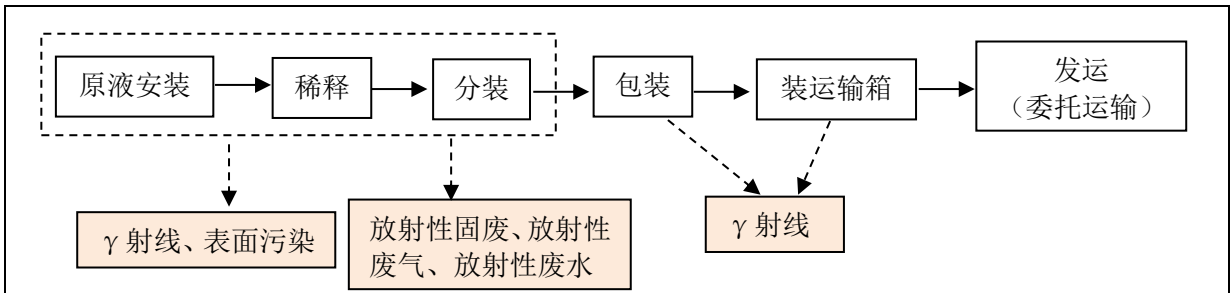 原液安装
稀释
分装
包装
装运输箱
发运
（委托运输）
γ射线、表面污染
放射性固废、放射性
废气、放射性废水
γ射线